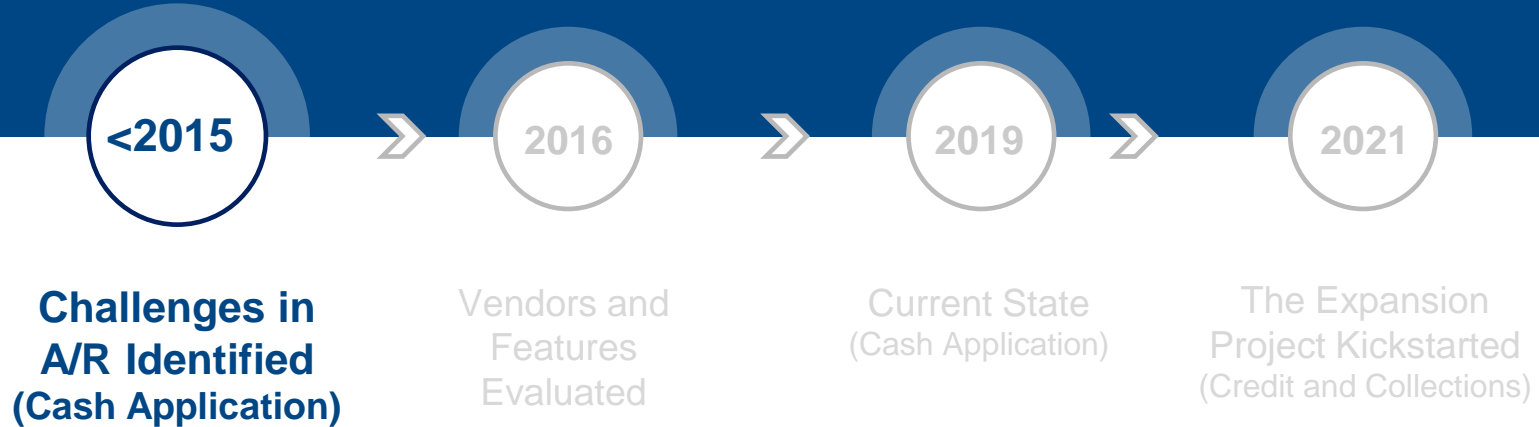 <2015
2016
2019
2021
Challenges in
A/R Identified
(Cash Application)
Vendors and
Features
Evaluated
Current State
(Cash Application)
The Expansion
Project Kickstarted
(Credit and Collections)